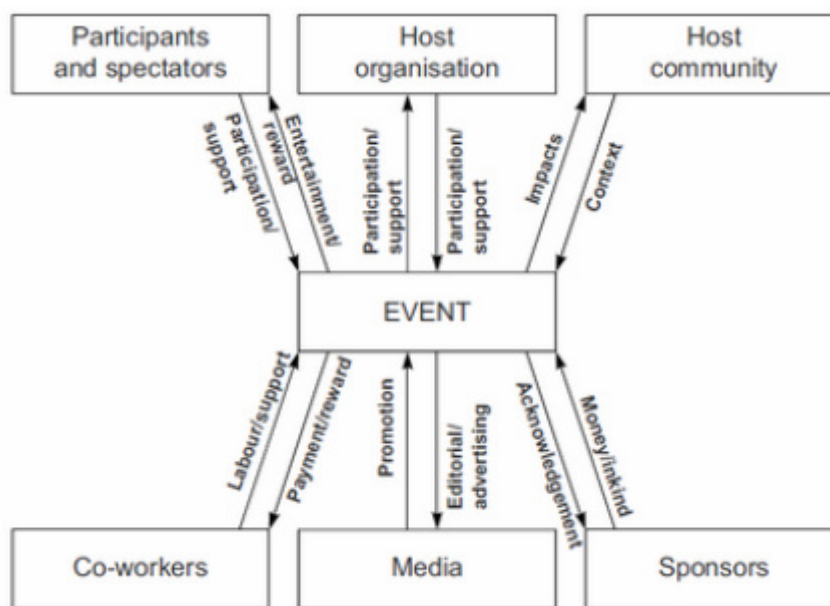 Participants
and spectators
Host
organisation
Host
community
Participation/
support
Entertainment/
reward
Participation/
support
Participation/
support
Impacts
Context
EVENT
Labour/support
Payment/reward
Promotion
Editorial/
advertising
Acknowledgement
Money/inkind
Co-workers
Media
Sponsors